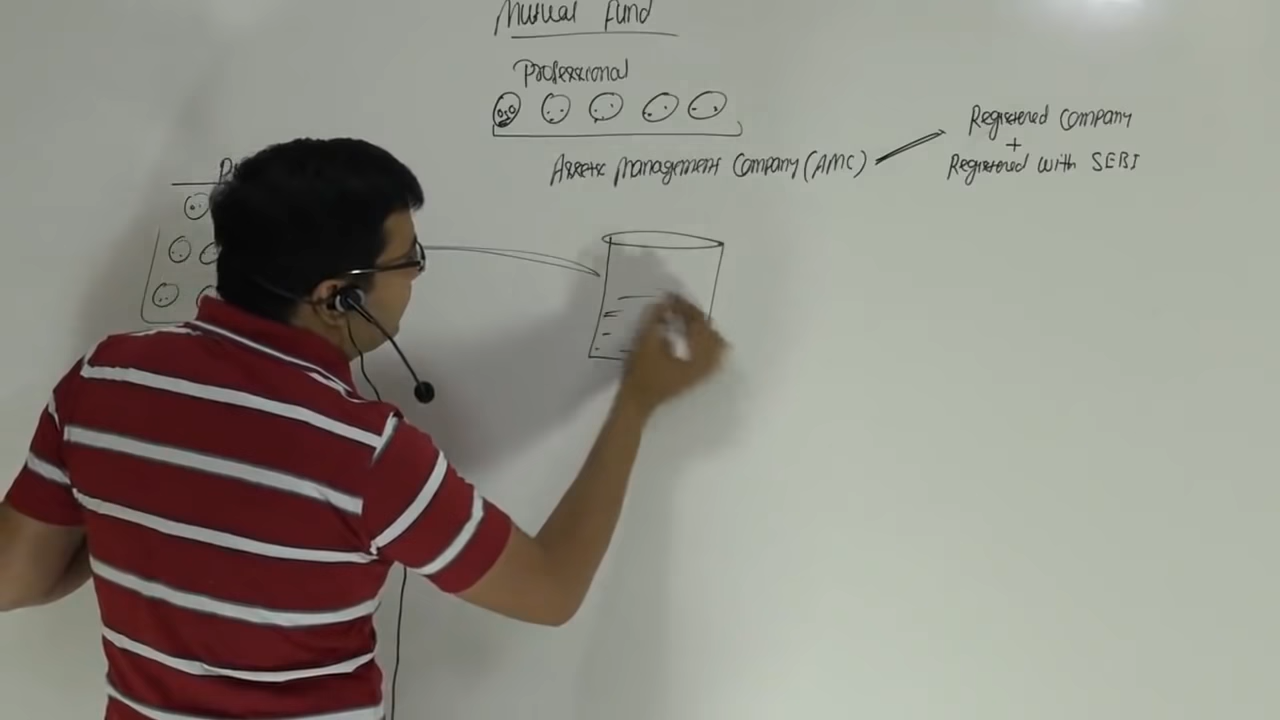 Mutual Fund
Professional
Assets Management Company (AMC)
Registered Company
+
Registered with SEBI